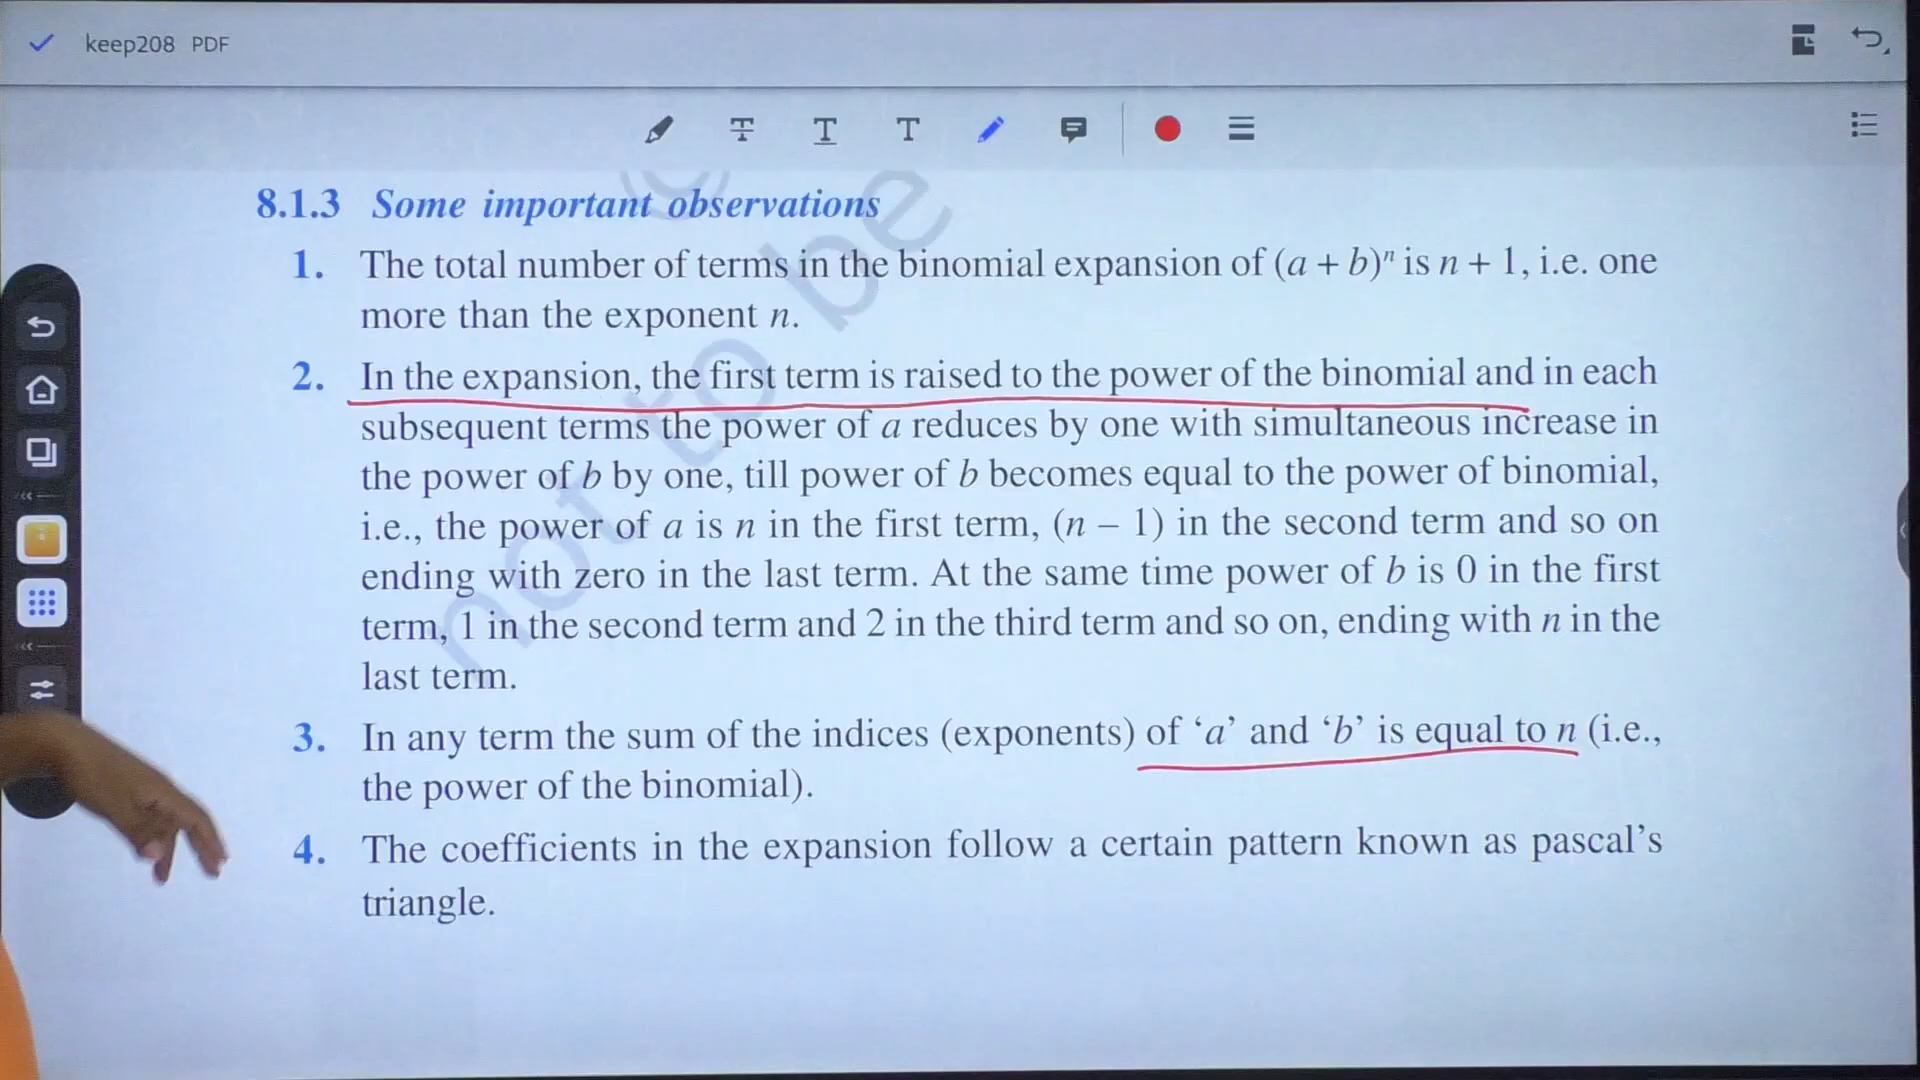 keep208 PDF
8.1.3 Some important observations
1. The total number of terms in the binomial expansion of (a + b)ⁿ is n + 1, i.e. one
more than the exponent n.
2. In the expansion, the first term is raised to the power of the binomial and in each
subsequent terms the power of a reduces by one with simultaneous increase in
the power of b by one, till power of b becomes equal to the power of binomial,
i.e., the power of a is n in the first term, (n – 1) in the second term and so on
ending with zero in the last term. At the same time power of b is 0 in the first
term, 1 in the second term and 2 in the third term and so on, ending with n in the
last term.
3. In any term the sum of the indices (exponents) of ‘a’ and ‘b’ is equal to n (i.e.,
the power of the binomial).
4. The coefficients in the expansion follow a certain pattern known as pascal’s
triangle.
not to be